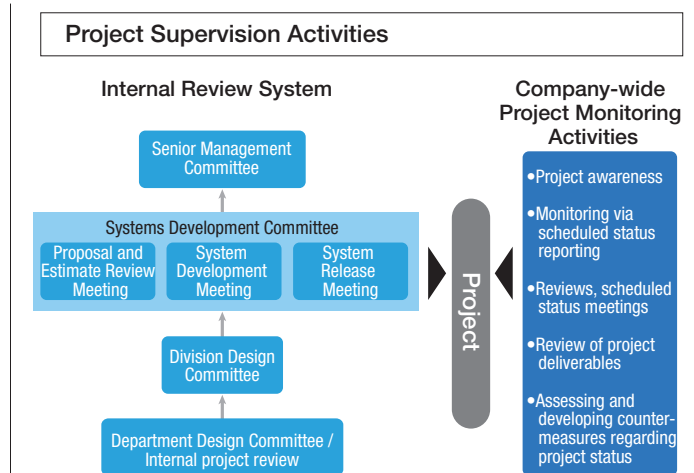 Project Supervision Activities
Internal Review System
Senior Management
Committee
Systems Development Committee
Proposal and
Estimate Review
Meeting
System
Development
Meeting
System
Release
Meeting
Division Design
Committee
Department Design Committee /
Internal project review
Project
Company-wide
Project Monitoring
Activities
•Project awareness
•Monitoring via
scheduled status
reporting
•Reviews, scheduled
status meetings
•Review of project
deliverables
•Assessing and
developing counter-
measures regarding
project status